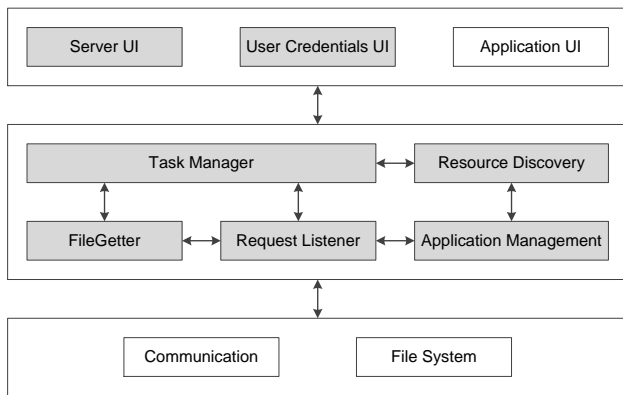 Server UI
User Credentials UI
Application UI
Task Manager
Resource Discovery
FileGetter
Request Listener
Application Management
Communication
File System